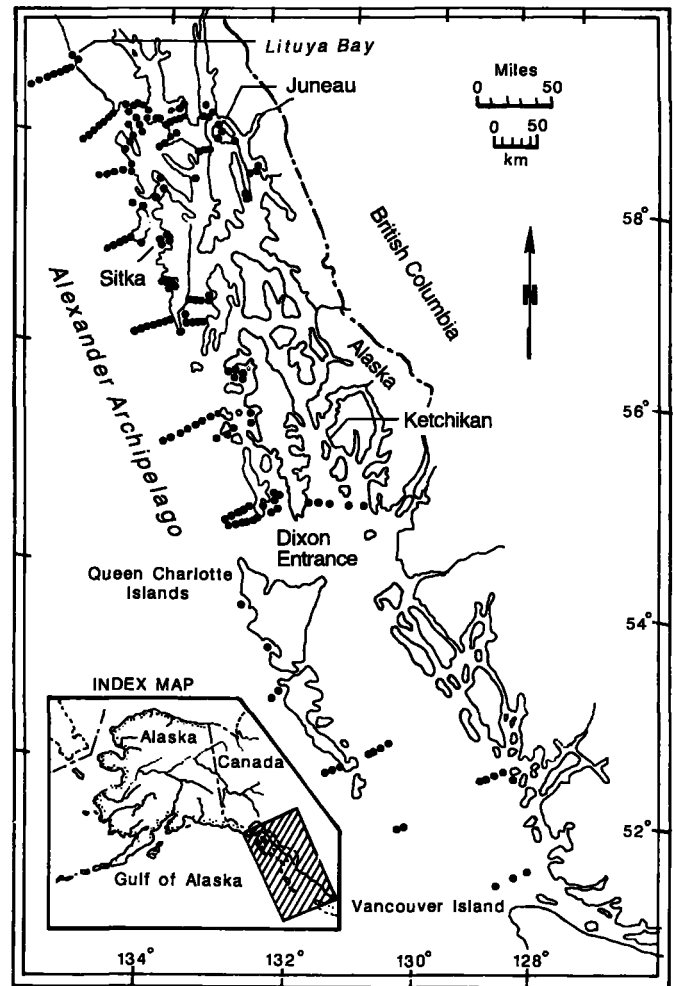 Lituya Bay
Juneau
Miles
0 50
0 50
km
58°
British Columbia
N
Sitka
Alexander Archipelago
Alaska
56°
Ketchikan
Dixon
Entrance
Queen Charlotte
Islands
54°
INDEX MAP
Alaska
Canada
Gulf of Alaska
52°
Vancouver Island
134° 132° 130° 128°